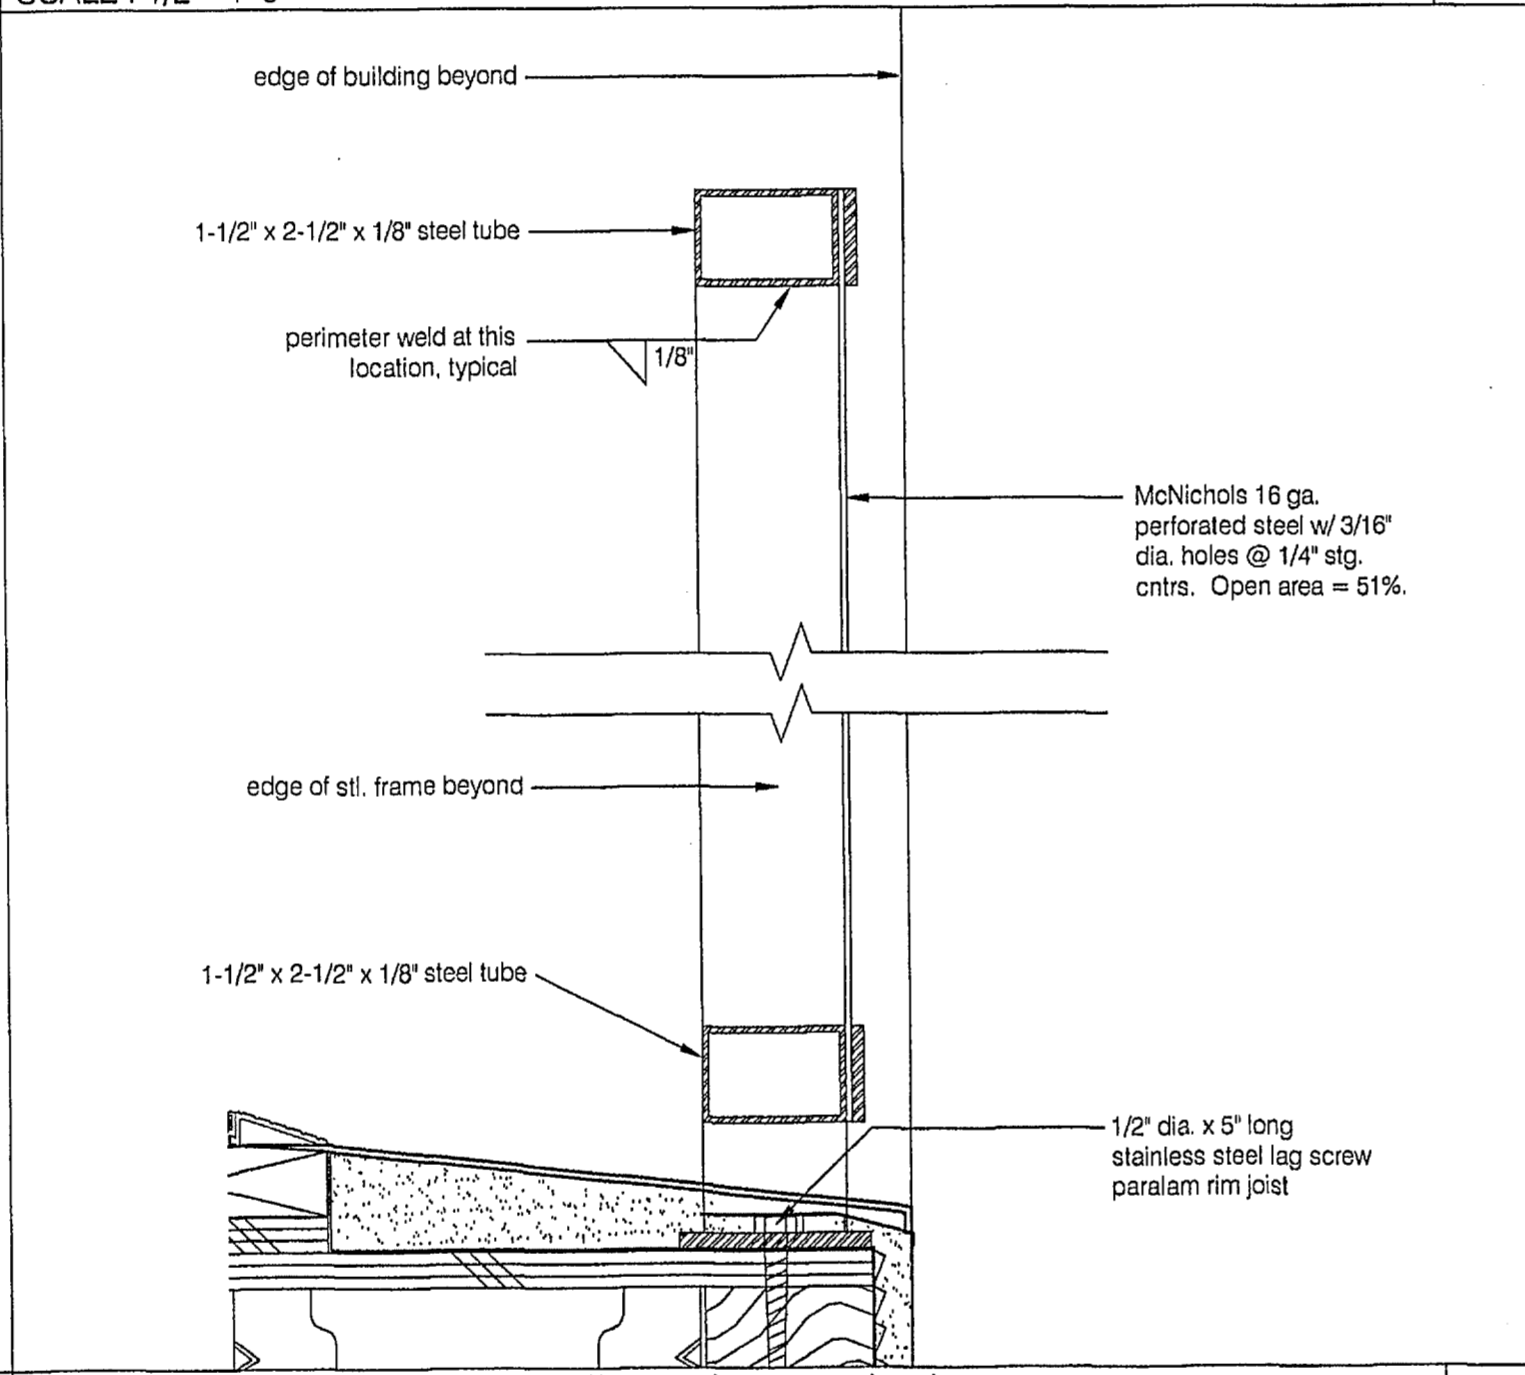 edge of building beyond
1-1/2" x 2-1/2" x 1/8" steel tube
perimeter weld at this
location, typical
1/8"
McNichols 16 ga.
perforated steel w/ 3/16"
dia. holes @ 1/4" stg.
cntrs. Open area = 51%.
edge of stl. frame beyond
1-1/2" x 2-1/2" x 1/8" steel tube
1/2" dia. x 5" long
stainless steel lag screw
paralam rim joist